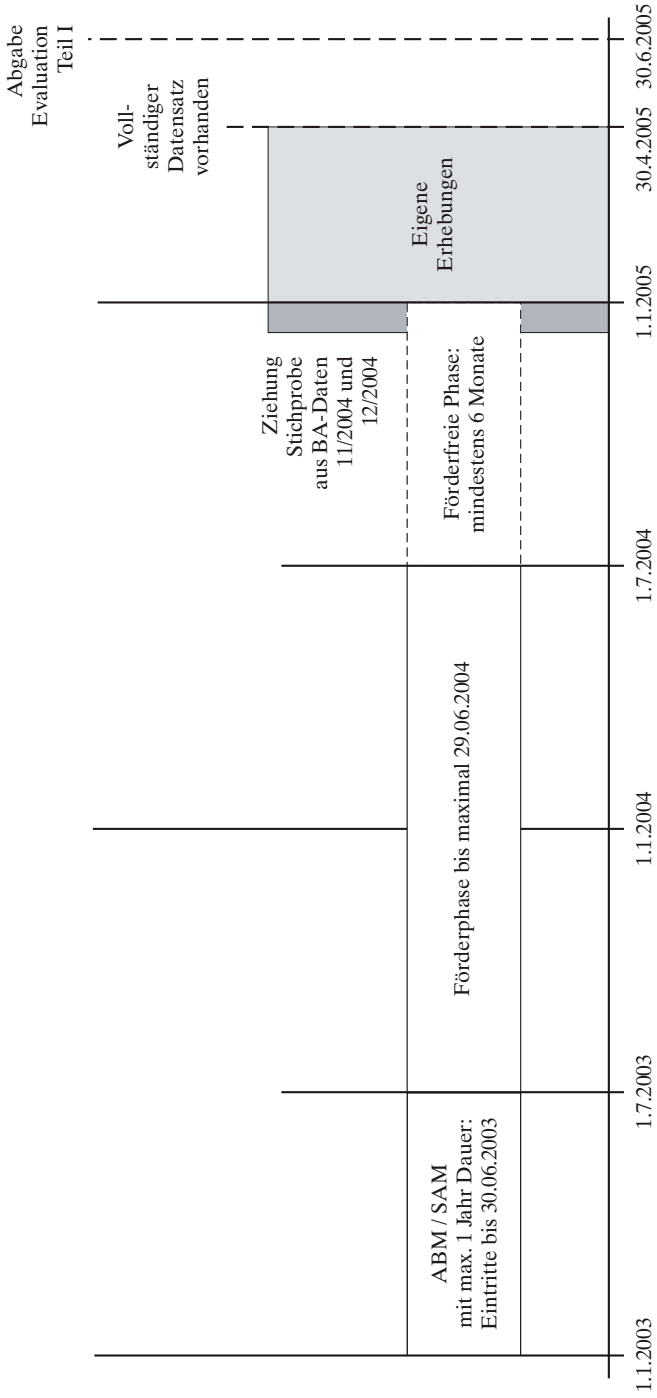 Abgabe
Evaluation
Teil I
Voll-
ständiger
Datensatz
vorhanden
Ziehung
Stichprobe
aus BA-Daten
11/2004 und
12/2004
Eigene
Erhebungen
ABM / SAM
mit max. 1 Jahr Dauer:
Eintritte bis 30.06.2003
Förderphase bis maximal 29.06.2004
Förderfreie Phase:
mindestens 6 Monate
1.1.2003
1.7.2003
1.1.2004
1.7.2004
1.1.2005
30.4.2005
30.6.2005